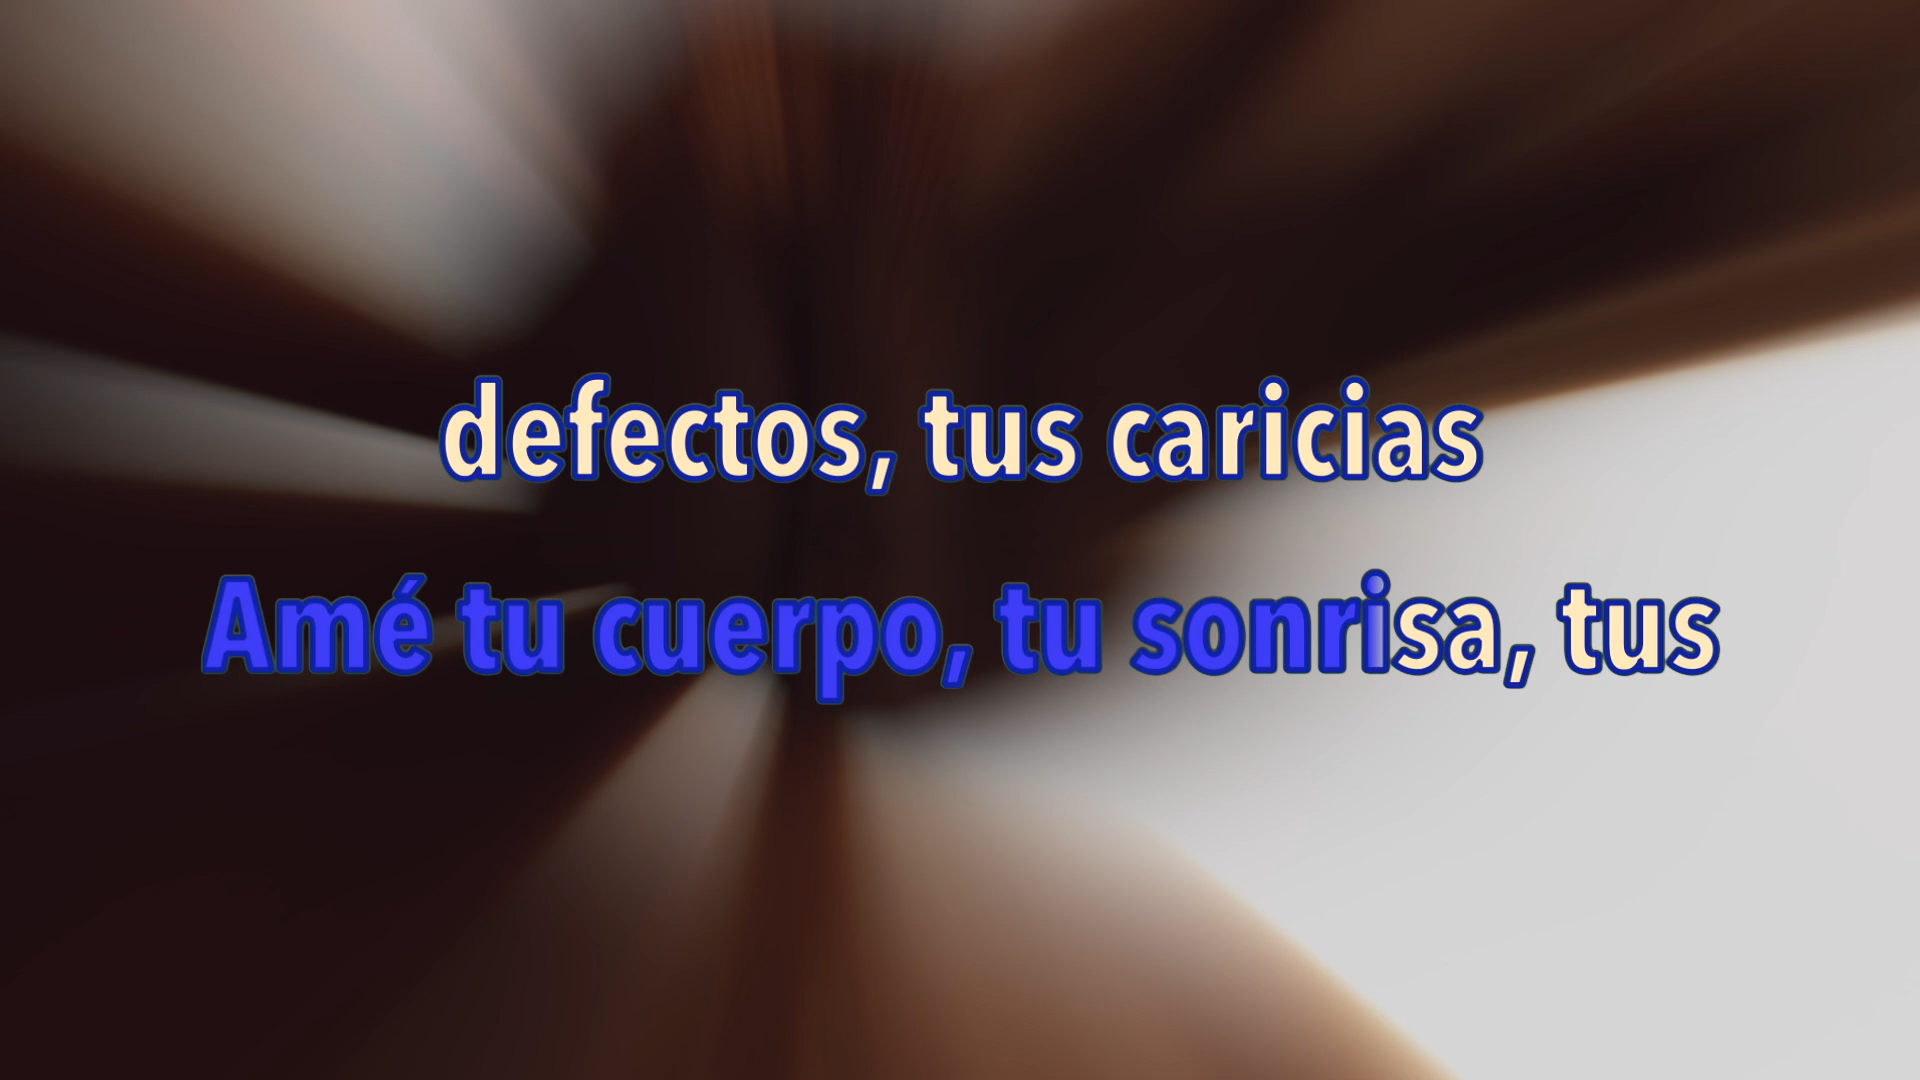 defectos, tus caricias
Amé tu cuerpo, tu sonrisa, tus